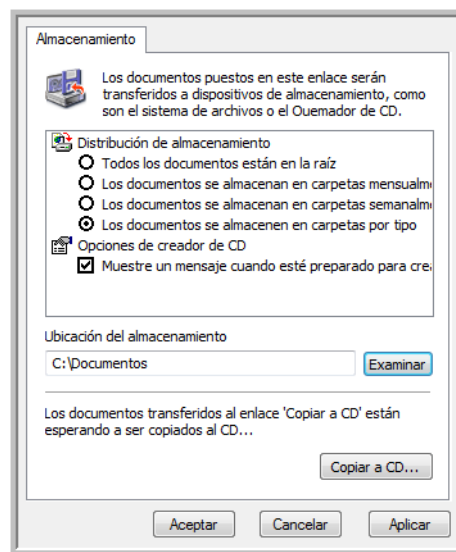 Almacenamiento
Los documentos puestos en este enlace serán
transferidos a dispositivos de almacenamiento, como
son el sistema de archivos o el Ouemador de CD.
Distribución de almacenamiento
Todos los documentos están en la raíz
Los documentos se almacenan en carpetas mensualm
Los documentos se almacenan en carpetas semanalm
Los documentos se almacenen en carpetas por tipo
Opciones de creador de CD
Muestre un mensaje cuando esté preparado para crea
Ubicación del almacenamiento
C:\Documentos
Examinar
Los documentos transferidos al enlace 'Copiar a CD' están
esperando a ser copiados al CD...
Copiar a CD...
Aceptar
Cancelar
Aplicar